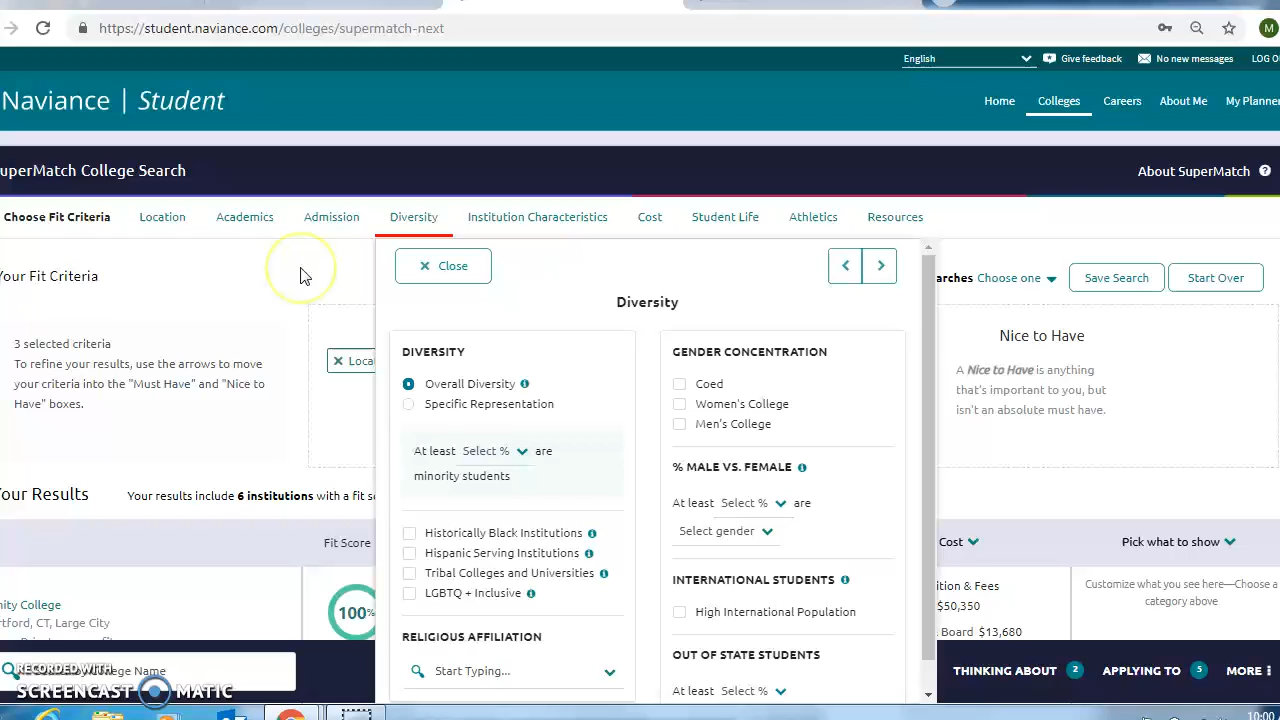 https://student.naviance.com/colleges/supermatch-next
M
English
Give feedback
No new messages
LOG O
Naviance | Student
Home
Colleges
Careers
About Me
My Planner
uperMatch College Search
About SuperMatch ?
Choose Fit Criteria
Location
Academics
Admission
Diversity
Institution Characteristics
Cost
Student Life
Athletics
Resources
Your Fit Criteria
3 selected criteria
To refine your results, use the arrows to move
your criteria into the "Must Have" and "Nice to
Have" boxes.
Loca
Close
Diversity
DIVERSITY
Overall Diversity
Specific Representation
At least Select % are
minority students
Historically Black Institutions
Hispanic Serving Institutions
Tribal Colleges and Universities
LGBTQ + Inclusive
RELIGIOUS AFFILIATION
Start Typing...
GENDER CONCENTRATION
Coed
Women's College
Men's College
% MALE VS. FEMALE
At least Select % are
Select gender
INTERNATIONAL STUDENTS
High International Population
OUT OF STATE STUDENTS
At least Select %
arches Choose one
Save Search
Start Over
Nice to Have
A Nice to Have is anything
that's important to you, but
isn't an absolute must have.
Your Results
Your results include 6 institutions with a fit s
Fit Score
Cost
Pick what to show
nity College
rtford, CT, Large City
100%
ition & Fees
$50,350
Board $13,680
Customize what you see here—Choose a
category above
College Name
RECORDED WITH
SCREENCAST MATIC
THINKING ABOUT 2
APPLYING TO 5
MORE
10:00